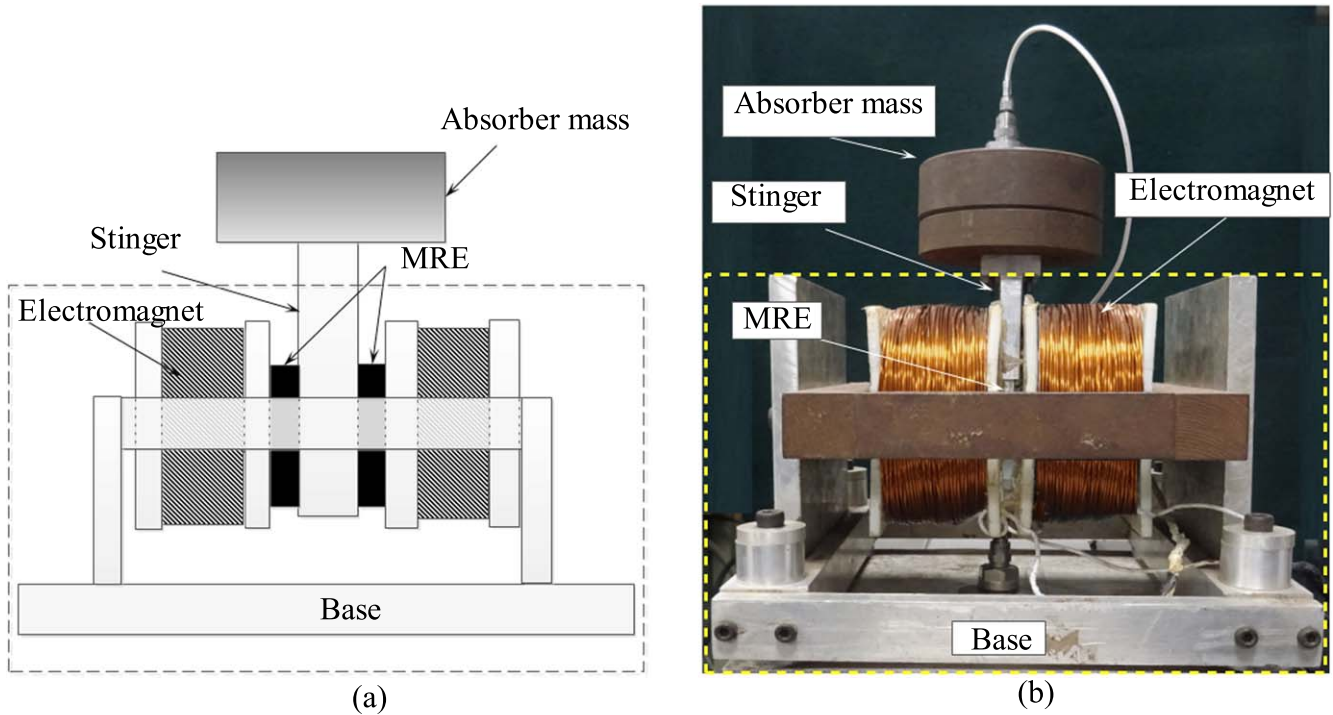 Absorber mass
Stinger
MRE
Electromagnet
Base
(a)
Absorber mass
Stinger
Electromagnet
MRE
Base
(b)